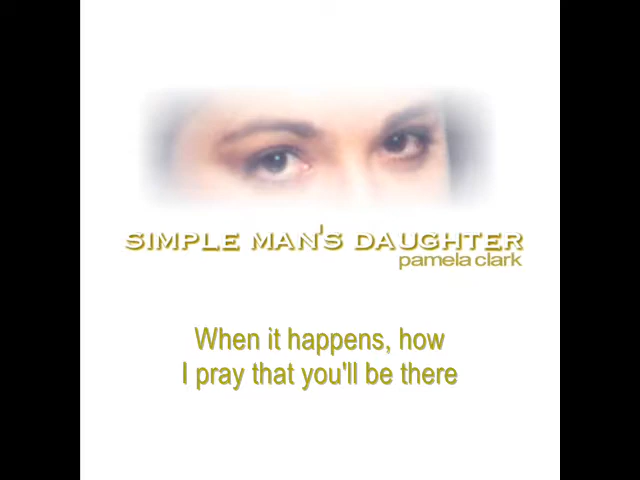 SIMPLE MAN'S DAUGHTER
pamela clark
When it happens, how
I pray that you'll be there